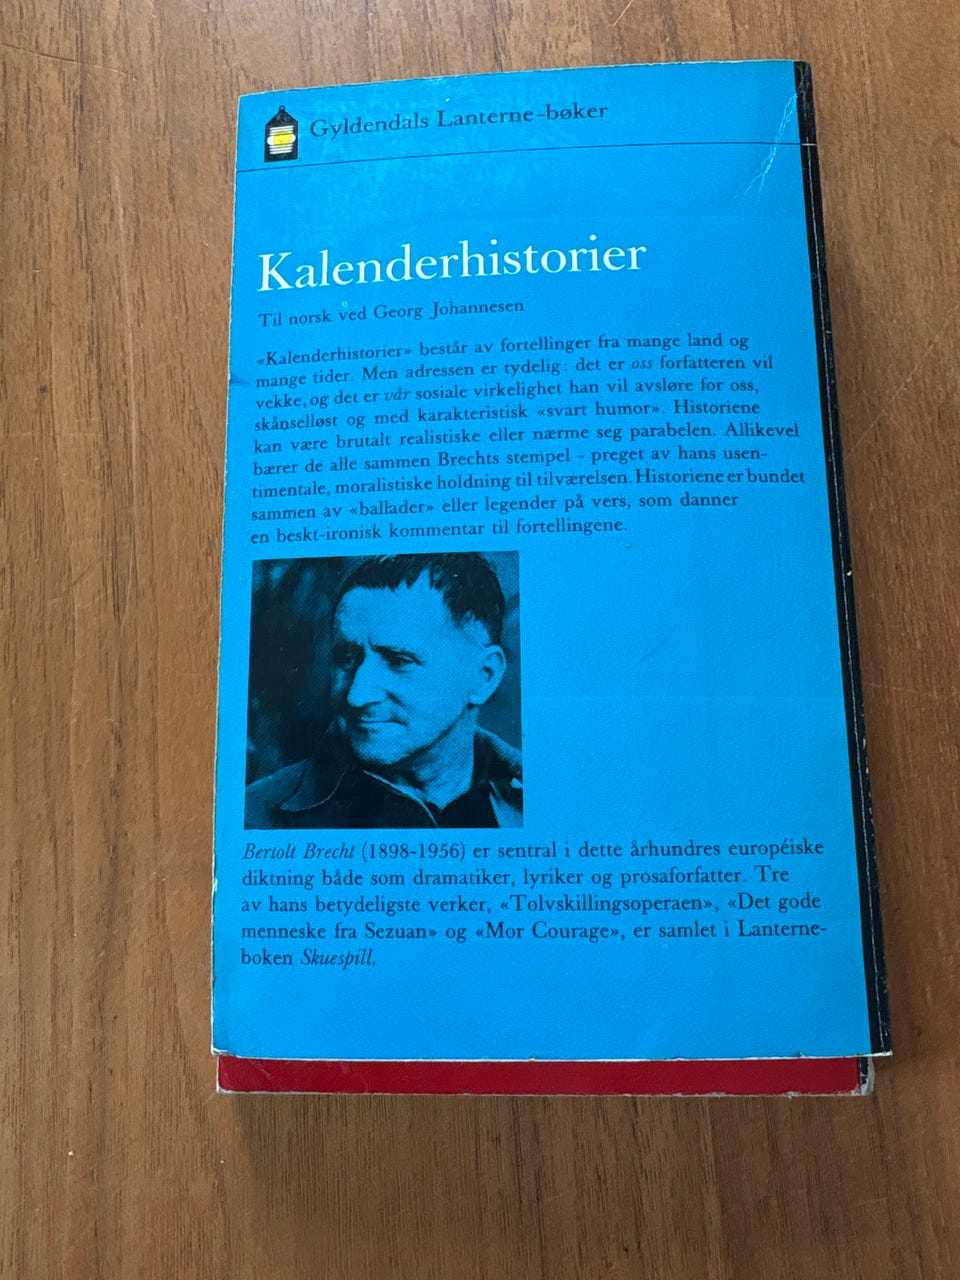 Gyldendals Lanterne-bøker
Kalenderhistorier
Til norsk ved Georg Johannesen
«Kalenderhistorier» består av fortellinger fra mange land og
mange tider. Men adressen er tydelig: det er oss forfatteren vil
vekke, og det er vår sosiale virkelighet han vil avsløre for oss,
skånselløst og med karakteristisk «svart humor». Historiene
kan være brutalt realistiske eller nærme seg parabelen. Allikevel
bærer de alle sammen Brechts stempel - preget av hans usen-
timentale, moralistiske holdning til tilværelsen. Historiene er bundet
sammen av «ballader» eller legender på vers, som danner
en beskt-ironisk kommentar til fortellingene.
Bertolt Brecht (1898-1956) er sentral i dette århundres européiske
diktning både som dramatiker, lyriker og prosaforfatter. Tre
av hans betydeligste verker, «Tolvskillingsoperaen», «Det gode
menneske fra Sezuan» og «Mor Courage», er samlet i Lanterne-
boken Skuespill.